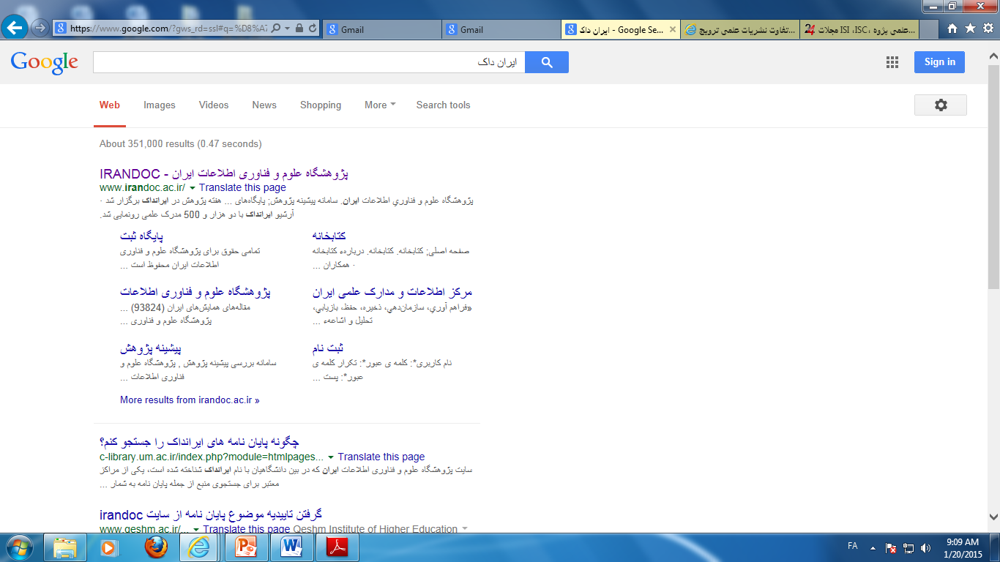 https://www.google.com/?gws_rd=ssl#q=%D8%A7
Gmail
Gmail
ایران داک - Google Se...
تفاوت نشریات علمی ترویج...
مجلات ISI ،ISC، علمی پژوه...
Google
ایران داک
Sign in
Web Images Videos News Shopping More Search tools
About 351,000 results (0.47 seconds)
پژوهشگاه علوم و فناوری اطلاعات ایران - IRANDOC
www.irandoc.ac.ir/ Translate this page
پژوهشگاه علوم و فناوري اطلاعات ایران. سامانه پیشینه پژوهش; پایگاه‌های ... هفته پژوهش در ایرانداک برگزار شد ·
آرشیو ایرانداک با دو هزار و 500 مدرک علمی رونمایی شد.
کتابخانه
صفحه اصلی; کتابخانه. کتابخانه. درباره‌ء کتابخانه
· همکاران ...
پایگاه ثبت
تمامی حقوق برای پژوهشگاه علوم و فناوری
اطلاعات ایران محفوظ است ...
مرکز اطلاعات و مدارک علمی ایران
«فراهم آوري، سازمان‌دهي، ذخیره، حفظ، بازیابي،
تحلیل و اشاعه‌ء ...
پژوهشگاه علوم و فناوری اطلاعات
مقاله‌های همایش‌های ایران (93824) ...
پژوهشگاه علوم و فناوری ...
ثبت نام
نام کاربری*: کلمه ی عبور*: تکرار کلمه ی
عبور*: پست ...
پیشینه پژوهش
سامانه بررسی پیشینه پژوهش , پژوهشگاه علوم و
فناوری اطلاعات ...
More results from irandoc.ac.ir »
چگونه پایان نامه های ایرانداک را جستجو کنم؟
c-library.um.ac.ir/index.php?module=htmlpages... Translate this page
سایت پژوهشگاه علوم و فناوری اطلاعات ایران که در بین دانشگاهیان با نام ایرانداک شناخته شده است، یکی از مراکز
معتبر برای جستجوی منبع از جمله پایان نامه به شمار ...
گرفتن تاییدیه موضوع پایان نامه از سایت irandoc
www.qeshm.ac.ir/... Translate this page Qeshm Institute of Higher Education
FA
9:09 AM
1/20/2015